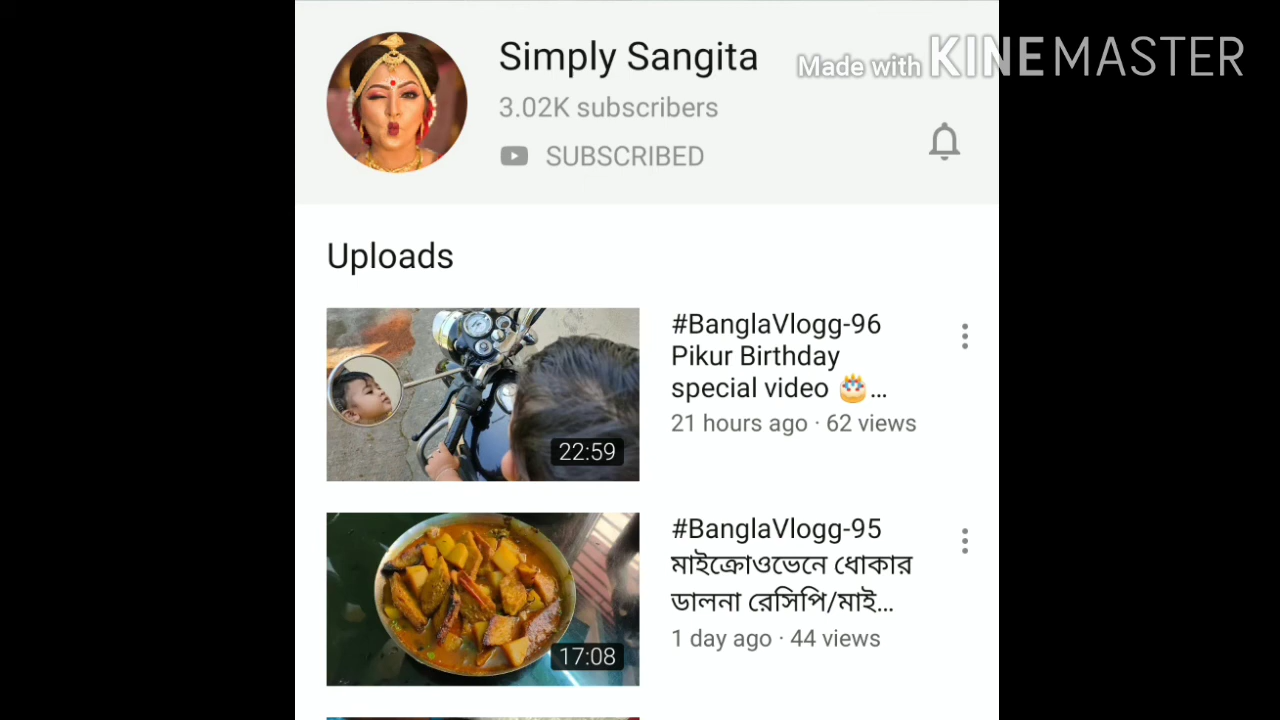 Simply Sangita
Made with KINEMASTER
3.02K subscribers
SUBSCRIBED
Uploads
#BanglaVlogg-96
Pikur Birthday
special video 🎂...
21 hours ago · 62 views
22:59
#BanglaVlogg-95
মাইক্রোওভেনে ধোকার
ডালনা রেসিপি/মাই...
1 day ago · 44 views
17:08